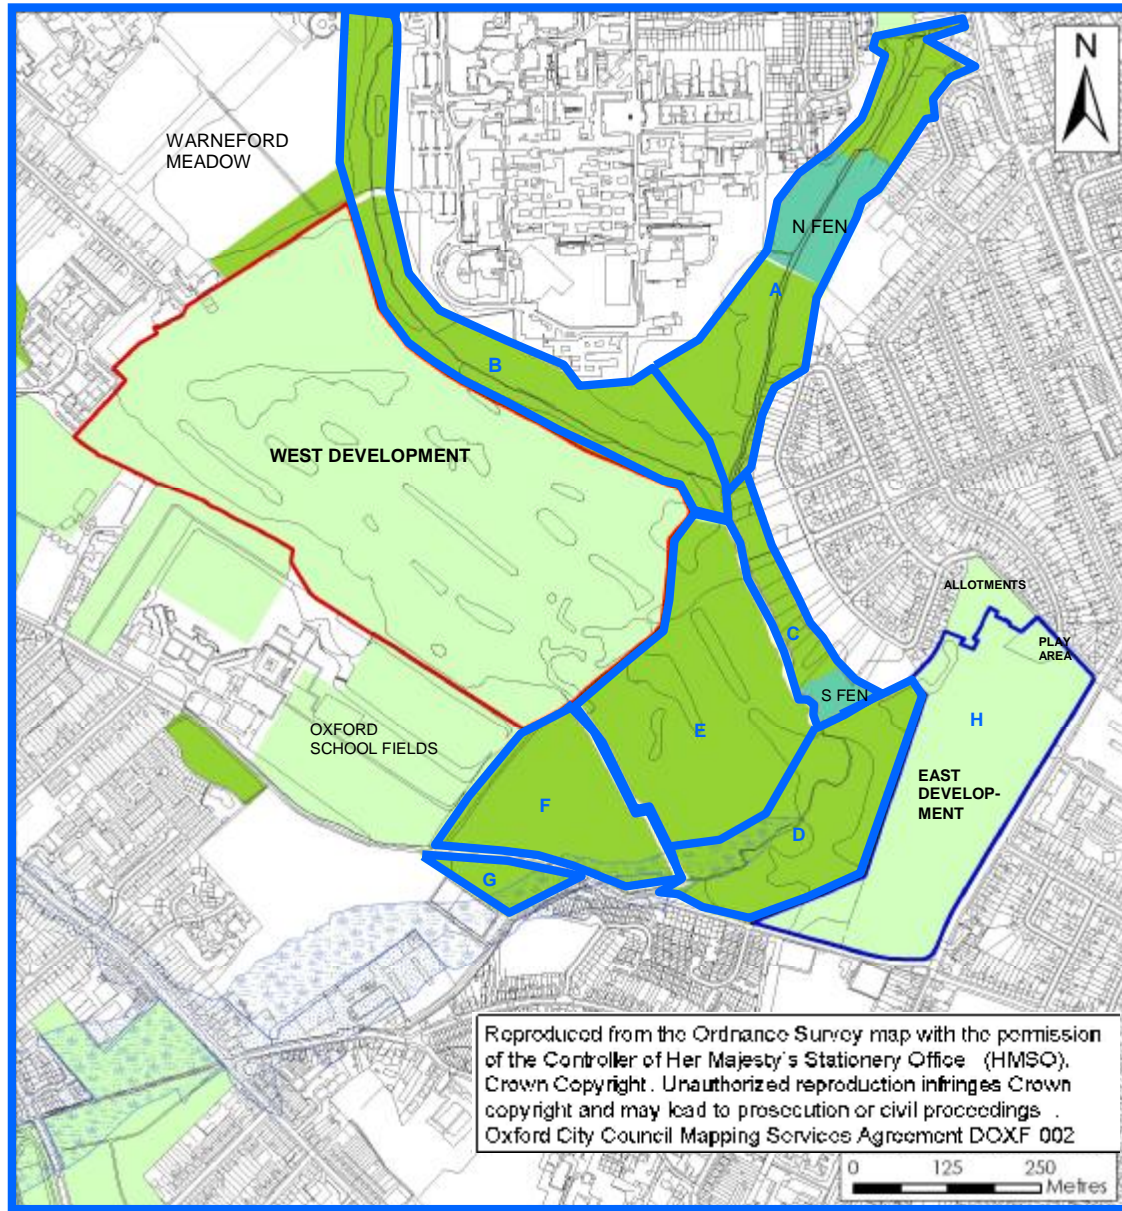 N
WARNEFORD
MEADOW
N FEN
A
B
WEST DEVELOPMENT
ALLOTMENTS
PLAY
AREA
C
S FEN
H
OXFORD
SCHOOL FIELDS
E
EAST
DEVELOP-
MENT
F
D
G
Reproduced from the Ordnance Survey map with the permission
of the Controller of Her Majesty's Stationery Office (HMSO).
Crown Copyright. Unauthorized reproduction infringes Crown
copyright and may lead to prosecution or civil proceedings .
Oxford City Council Mapping Services Agreement DOXF 002
0 125 250
Metres